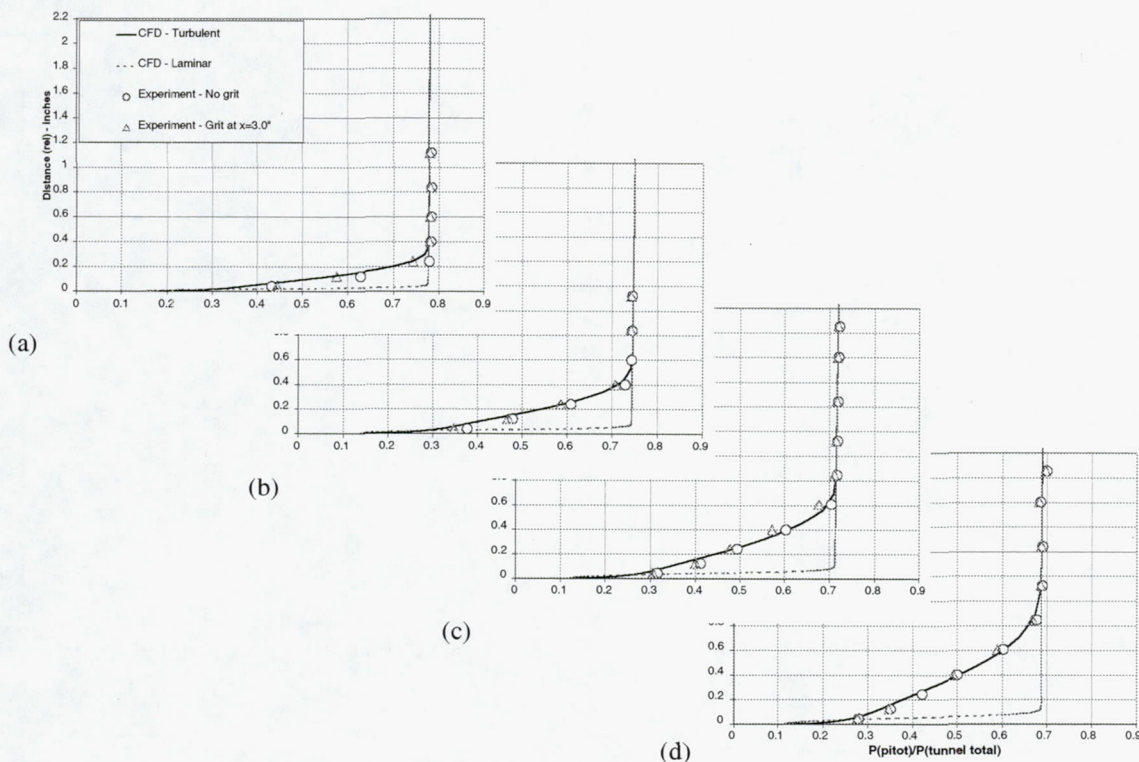 2.2
2
1.8
1.6
1.4
1.2
1
0.8
0.6
0.4
0.2
0
Distance (rel) - Inches
CFD - Turbulent
CFD - Laminar
Experiment - No grit
Experiment - Grit at x=3.0"
0 0.1 0.2 0.3 0.4 0.5 0.6 0.7 0.8 0.9
(a)
0.6
0.4
0.2
0
0 0.1 0.2 0.3 0.4 0.5 0.6 0.7 0.8 0.9
(b)
0.6
0.4
0.2
0
0 0.1 0.2 0.3 0.4 0.5 0.6 0.7 0.8 0.9
(c)
0.6
0.4
0.2
0
0 0.1 0.2 0.3 0.4 0.5 0.6 0.7 0.8 0.9
P(pitot)/P(tunnel total)
(d)